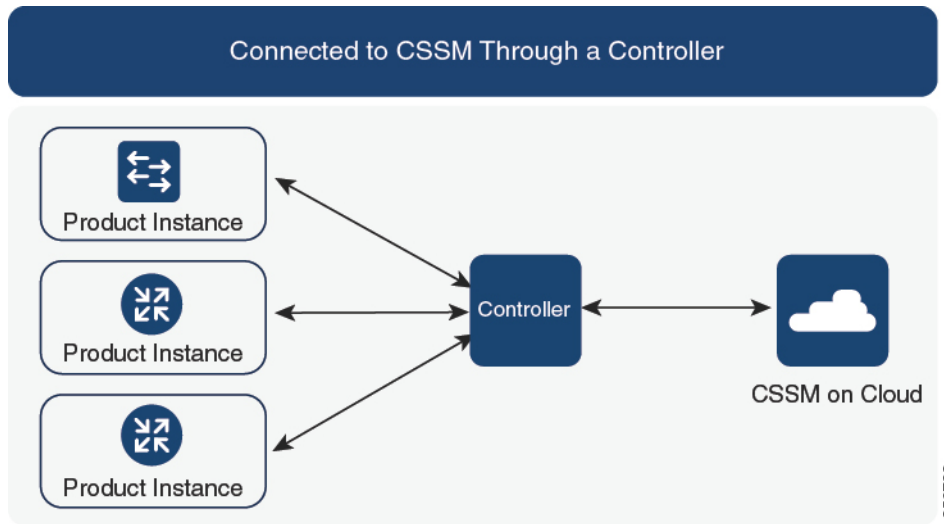 Connected to CSSM Through a Controller
Product Instance
Product Instance
Product Instance
Controller
CSSM on Cloud